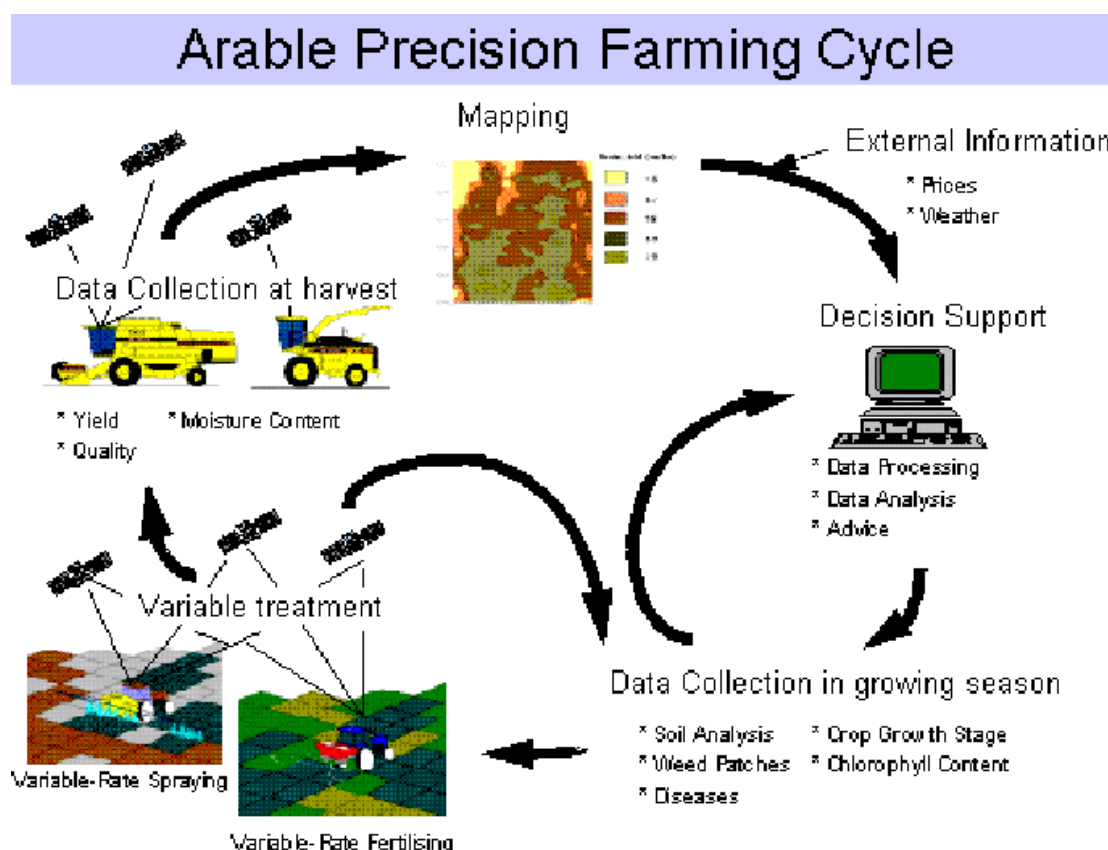 Arable Precision Farming Cycle
Mapping
External Information
* Prices
* Weather
Data Collection at harvest
* Yield * Moisture Content
* Quality
Decision Support
* Data Processing
* Data Analysis
* Advice
Variable treatment
Variable-Rate Spraying
Variable-Rate Fertilising
Data Collection in growing season
* Soil Analysis * Crop Growth Stage
* Weed Patches * Chlorophyll Content
* Diseases